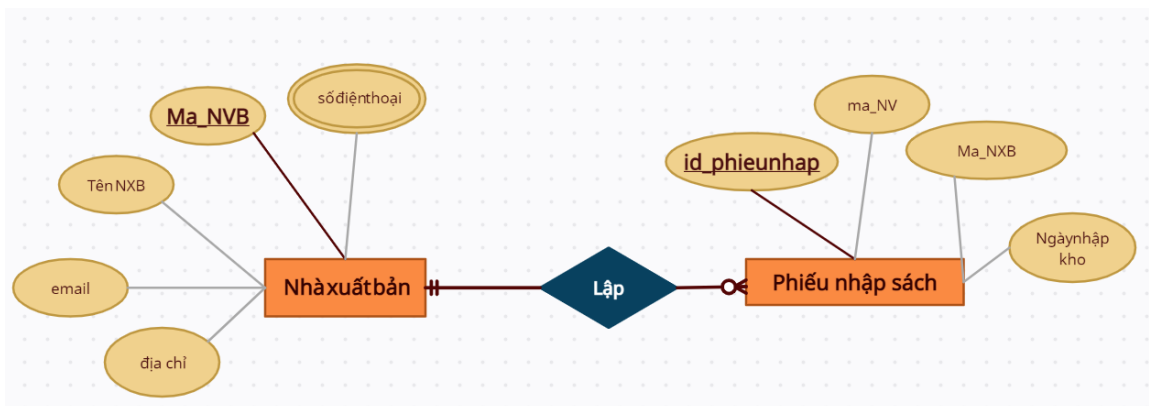 Ma_NVB
sốđiệnthoại
Tên NXB
email
địa chỉ
Nhàxuấtbản
Lập
id_phieunhap
ma_NV
Ma_NXB
Ngàynhập
kho
Phiếu nhập sách